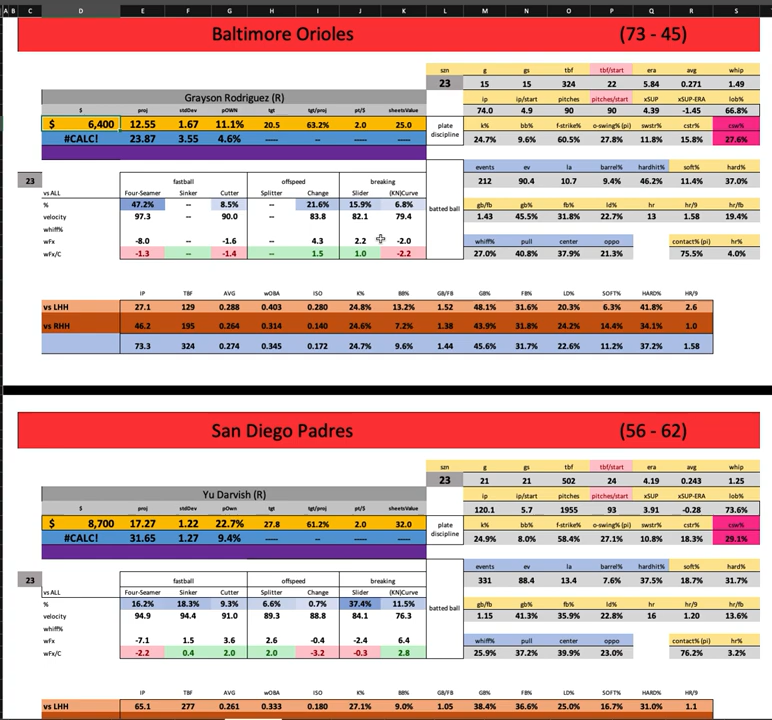 A B C D E F G H I J K L M N O P Q R S
Baltimore Orioles (73 - 45)
szn g gs tbf tbf/start era avg whip
23 15 15 324 22 5.84 0.271 1.49
Grayson Rodriguez (R) ip ip/start pitches pitches/start xSUP xSUP-ERA lob%
$ proj stdDev pOWN tgt tgt/proj pt/$ sheetsValue 74.0 4.9 90 90 4.39 -1.45 66.8%
$ 6,400 12.55 1.67 11.1% 20.5 63.2% 2.0 25.0 plate discipline k% bb% f-strike% o-swing% (pi) swstr% cstr% csw%
#CALC! 23.87 3.55 4.6% ---- ---- -- ---- 24.7% 9.6% 60.5% 27.8% 11.8% 15.8% 27.6%
events ev la barrel% hardhit% soft% hard%
23 fastball offspeed breaking 212 90.4 10.7 9.4% 46.2% 11.4% 37.0%
vs ALL Four-Seamer Sinker Cutter Splitter Change Slider (KN)Curve
% 47.2% -- 8.5% -- 21.6% 15.9% 6.8% batted ball gb/fb gb% fb% ld% hr hr/9 hr/fb
velocity 97.3 -- 90.0 -- 83.8 82.1 79.4 1.43 45.5% 31.8% 22.7% 13 1.58 19.4%
whiff%
wFx -8.0 -- -1.6 -- 4.3 2.2 -2.0 whiff% pull center oppo contact% (pi) hr%
wFx/C -1.3 -- -1.4 -- 1.5 1.0 -2.2 27.0% 40.8% 37.9% 21.3% 75.5% 4.0%
IP TBF AVG wOBA ISO K% BB% GB/FB GB% FB% LD% SOFT% HARD% HR/9
vs LHH 27.1 129 0.288 0.403 0.280 24.8% 13.2% 1.52 48.1% 31.6% 20.3% 6.3% 41.8% 2.6
vs RHH 46.2 195 0.264 0.314 0.140 24.6% 7.2% 1.38 43.9% 31.8% 24.2% 14.4% 34.1% 1.0
73.3 324 0.274 0.345 0.172 24.7% 9.6% 1.44 45.6% 31.7% 22.6% 11.2% 37.2% 1.58
San Diego Padres (56 - 62)
szn g gs tbf tbf/start era avg whip
23 21 21 502 24 4.19 0.243 1.25
Yu Darvish (R) ip ip/start pitches pitches/start xSUP xSUP-ERA lob%
$ proj stdDev pOwn tgt tgt/proj pt/$ sheetsValue 120.1 5.7 1955 93 3.91 -0.28 73.6%
$ 8,700 17.27 1.22 22.7% 27.8 61.2% 2.0 32.0 plate discipline k% bb% f-strike% o-swing% (pi) swstr% cstr% csw%
#CALC! 31.65 1.27 9.4% ---- ---- -- ---- 24.9% 8.0% 58.4% 27.1% 10.8% 18.3% 29.1%
events ev la barrel% hardhit% soft% hard%
23 fastball offspeed breaking 331 88.4 13.4 7.6% 37.5% 18.7% 31.7%
vs ALL Four-Seamer Sinker Cutter Splitter Change Slider (KN)Curve
% 16.2% 18.3% 9.3% 6.6% 0.7% 37.4% 11.5% batted ball gb/fb gb% fb% ld% hr hr/9 hr/fb
velocity 94.9 94.4 91.0 89.3 88.8 84.1 76.3 1.15 41.3% 35.9% 22.8% 16 1.20 13.6%
whiff%
wFx -7.1 1.5 3.6 2.6 -0.4 -2.4 6.4 whiff% pull center oppo contact% (pi) hr%
wFx/C -2.2 0.4 2.0 2.0 -3.2 -0.3 2.8 25.9% 37.2% 39.9% 23.0% 76.2% 3.2%
IP TBF AVG wOBA ISO K% BB% GB/FB GB% FB% LD% SOFT% HARD% HR/9
vs LHH 65.1 277 0.261 0.333 0.180 27.1% 9.0% 1.05 38.4% 36.6% 25.0% 16.7% 31.0% 1.1